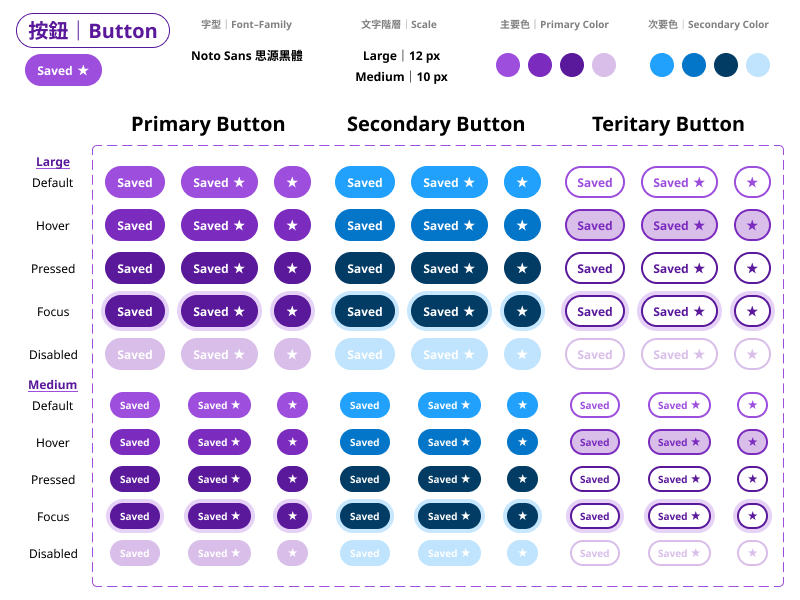 按鈕｜Button
字型｜Font-Family
文字階層｜Scale
主要色｜Primary Color
次要色｜Secondary Color
Saved ★
Noto Sans 思源黑體
Large｜12 px
Medium｜10 px
Primary Button
Secondary Button
Teritary Button
Large
Default
Saved
Saved ★
★
Saved
Saved ★
★
Saved
Saved ★
★
Hover
Saved
Saved ★
★
Saved
Saved ★
★
Saved
Saved ★
★
Pressed
Saved
Saved ★
★
Saved
Saved ★
★
Saved
Saved ★
★
Focus
Saved
Saved ★
★
Saved
Saved ★
★
Saved
Saved ★
★
Disabled
Saved
Saved ★
★
Saved
Saved ★
★
Saved
Saved ★
★
Medium
Default
Saved
Saved ★
★
Saved
Saved ★
★
Saved
Saved ★
★
Hover
Saved
Saved ★
★
Saved
Saved ★
★
Saved
Saved ★
★
Pressed
Saved
Saved ★
★
Saved
Saved ★
★
Saved
Saved ★
★
Focus
Saved
Saved ★
★
Saved
Saved ★
★
Saved
Saved ★
★
Disabled
Saved
Saved ★
★
Saved
Saved ★
★
Saved
Saved ★
★